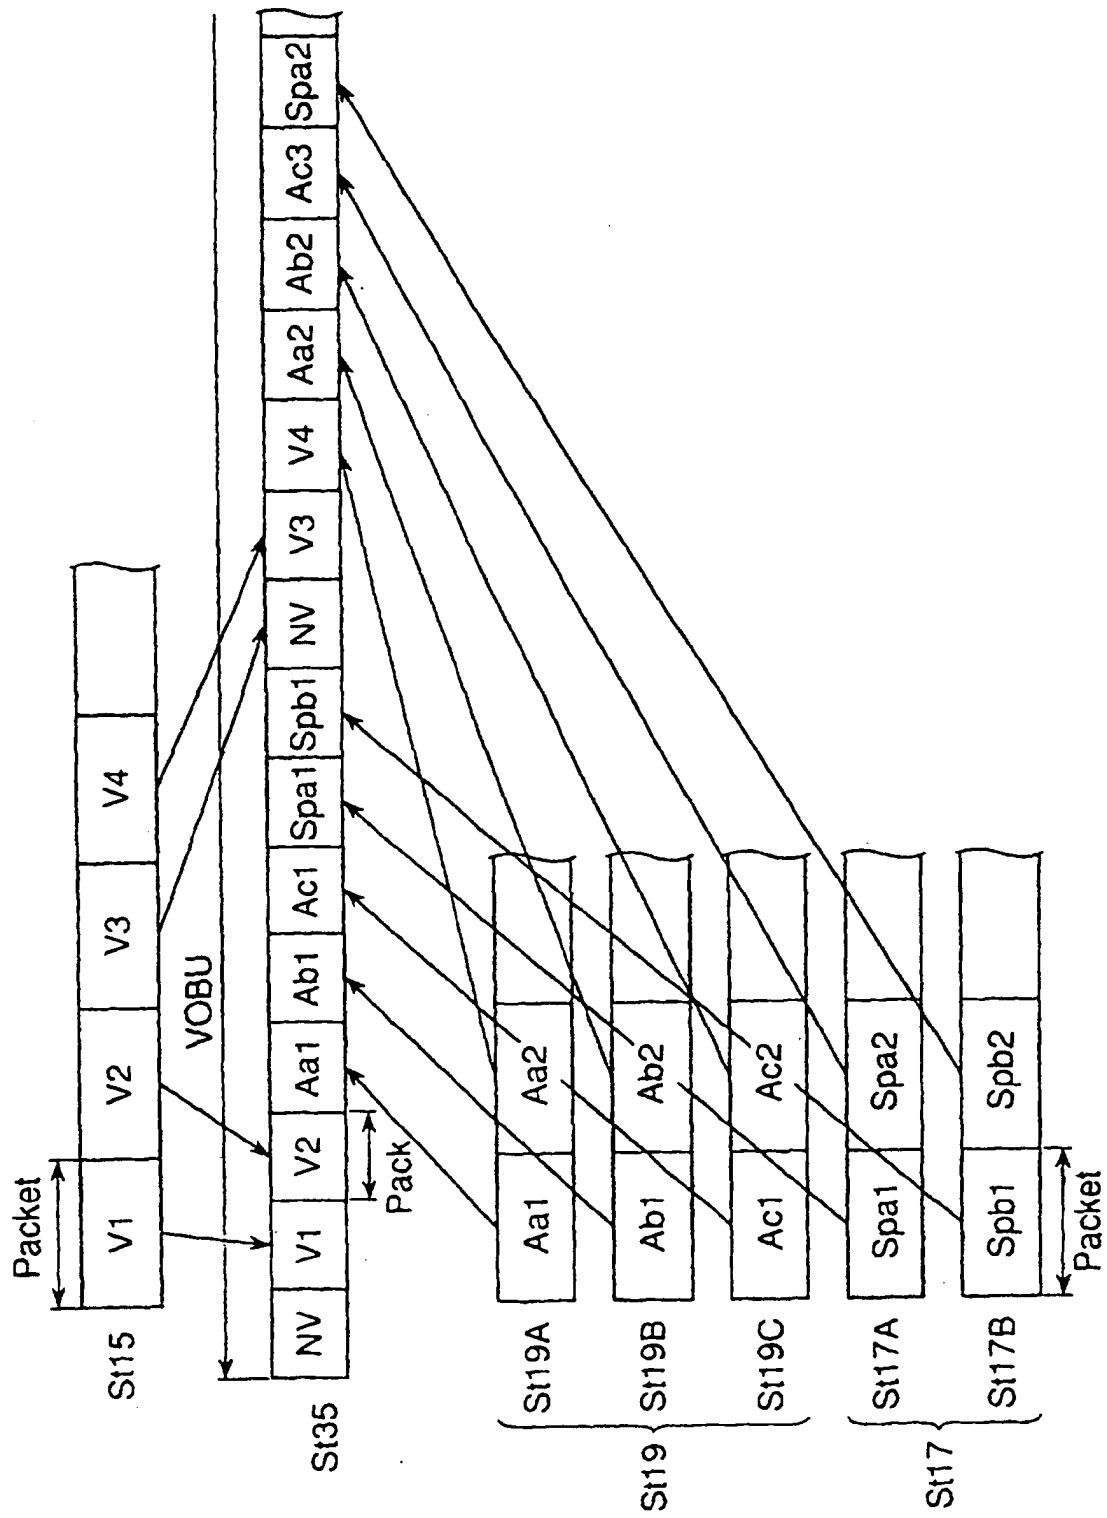 Packet
St15 V1 V2 V3 V4
VOBU
St35 NV V1 V2 Aa1 Ab1 Ac1 Spa1 Spb1 NV V3 V4 Aa2 Ab2 Ac3 Spa2
Pack
St19
St19A Aa1 Aa2
St19B Ab1 Ab2
St19C Ac1 Ac2
St17
St17A Spa1 Spa2
St17B Spb1 Spb2
Packet